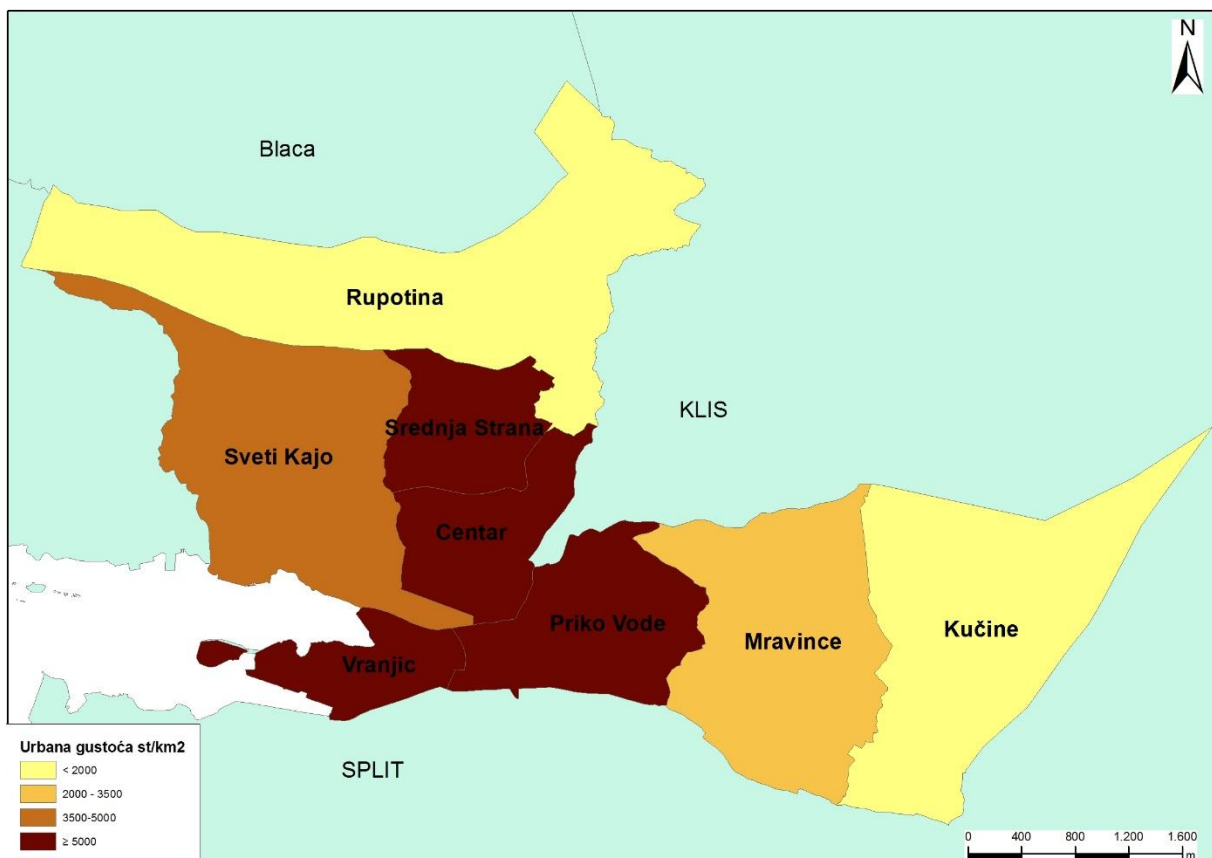 N
Blaca
Rupotina
KLIS
Srednja Strana
Sveti Kajo
Centar
Priko Vode
Kučine
Mravince
Vranjic
Urbana gustoća st/km2
< 2000
2000 - 3500
3500-5000
≥ 5000
SPLIT
0 400 800 1.200 1.600
m